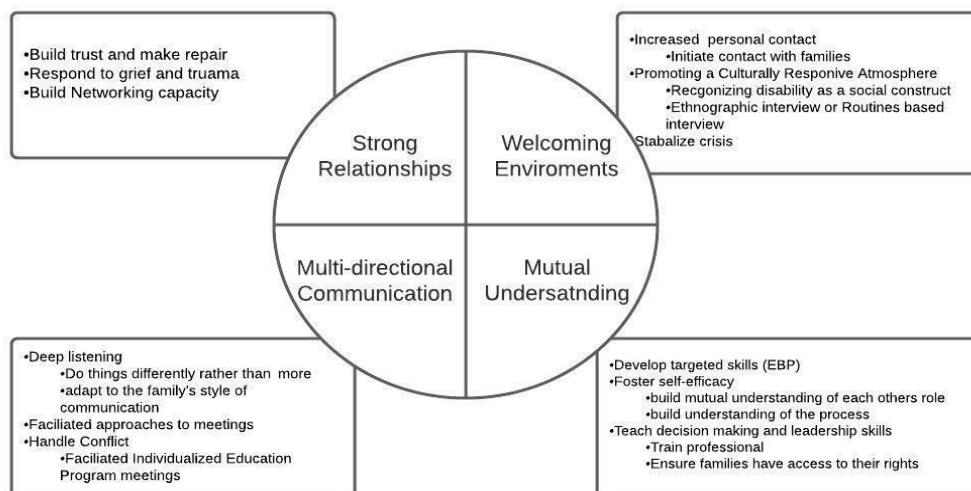 •Build trust and make repair
•Respond to grief and truama
•Build Networking capacity
•Increased personal contact
•Initiate contact with families
•Promoting a Culturally Responive Atmosphere
•Recgonizing disability as a social construct
•Ethnographic interview or Routines based
interview
•Stabalize crisis
Strong
Relationships
Welcoming
Enviroments
Multi-directional
Communication
Mutual
Undersatnding
•Deep listening
•Do things differently rather than more
•adapt to the family's style of
communication
•Faciliated approaches to meetings
•Handle Conflict
•Faciliated Individualized Education
Program meetings
•Develop targeted skills (EBP)
•Foster self-efficacy
•build mutual understanding of each others role
•build understanding of the process
•Teach decision making and leadership skills
•Train professional
•Ensure families have access to their rights